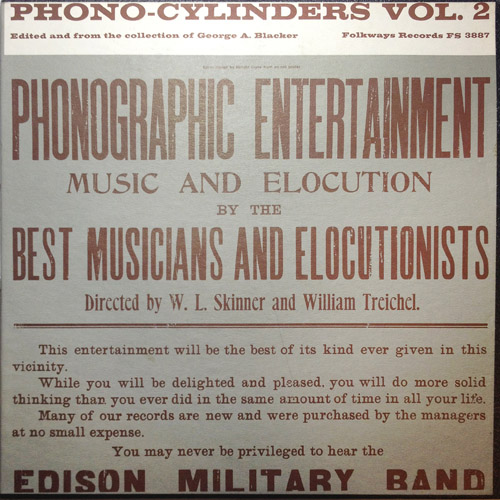 PHONO-CYLINDERS VOL. 2
Edited and from the collection of George A. Blacker Folkways Records FS 3887
PHONOGRAPHIC ENTERTAINMENT
MUSIC AND ELOCUTION
BY THE
BEST MUSICIANS AND ELOCUTIONISTS
Directed by W. L. Skinner and William Treichel.
This entertainment will be the best of its kind ever given in this
vicinity.
While you will be delighted and pleased, you will do more solid
thinking than you ever did in the same amount of time in all your life.
Many of our records are new and were purchased by the managers
at no small expense.
You may never be privileged to hear the
EDISON MILITARY BAND